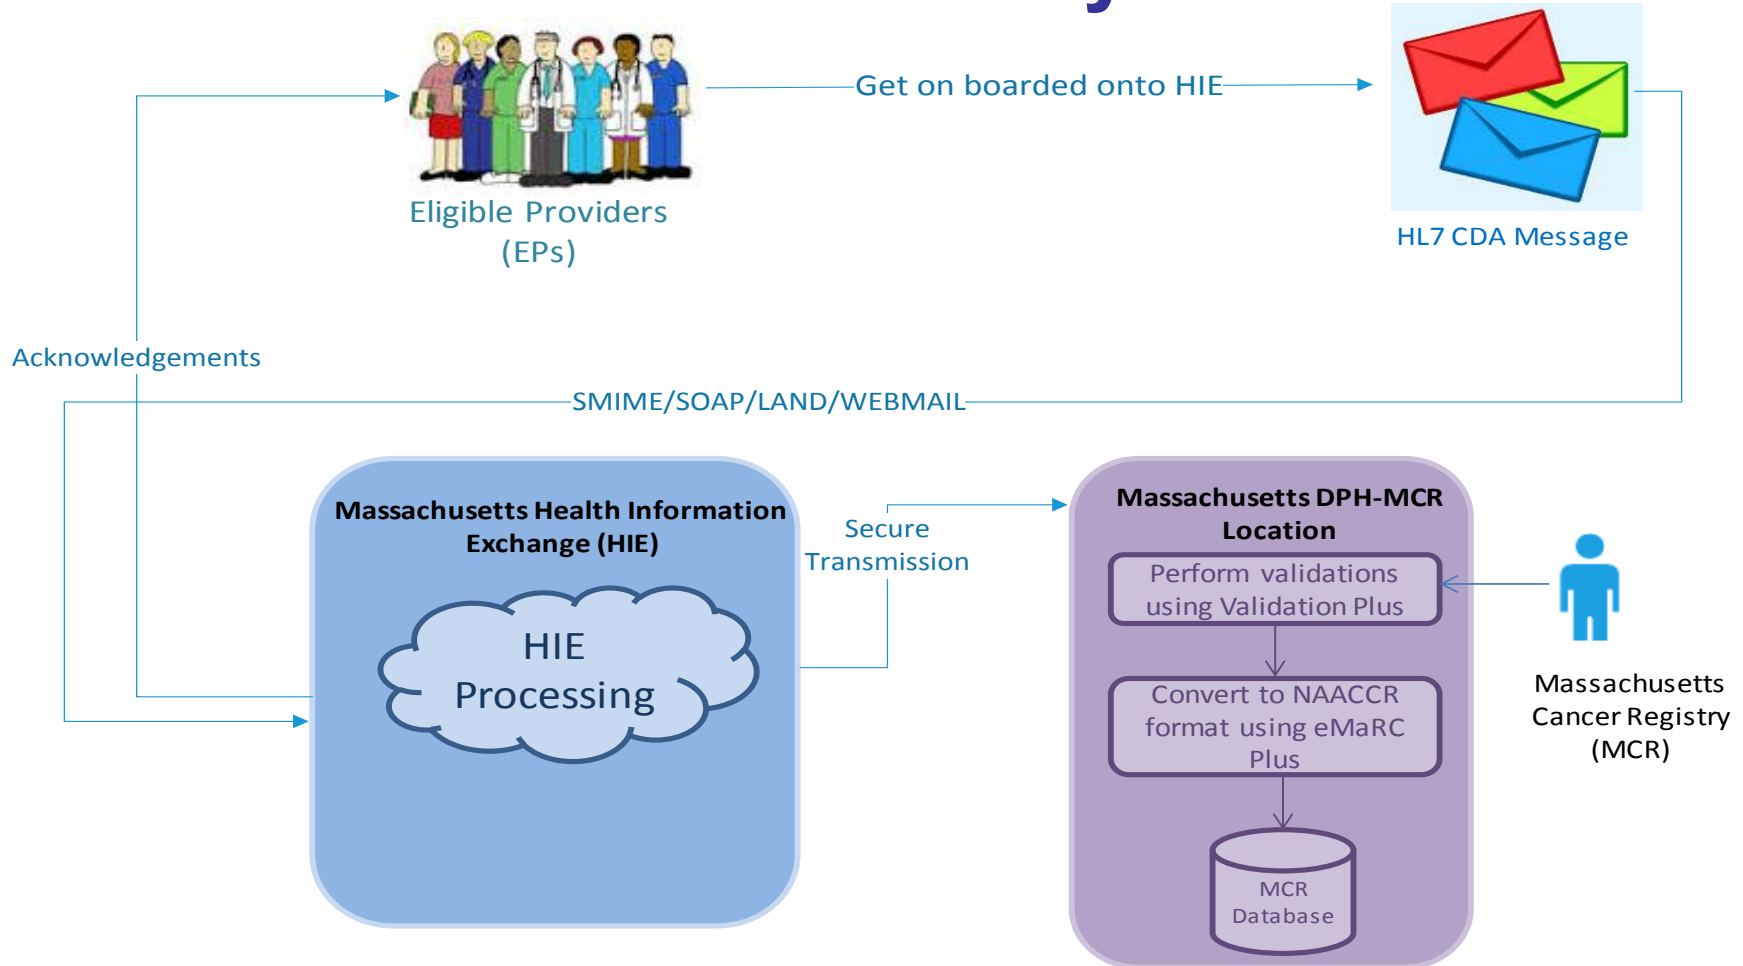 Get on boarded onto HIE
Eligible Providers
(EPs)
HL7 CDA Message
Acknowledgements
SMIME/SOAP/LAND/WEBMAIL
Massachusetts Health Information
Exchange (HIE)
HIE
Processing
Secure
Transmission
Massachusetts DPH-MCR
Location
Perform validations
using Validation Plus
Convert to NAACCR
format using eMaRC
Plus
MCR
Database
Massachusetts
Cancer Registry
(MCR)